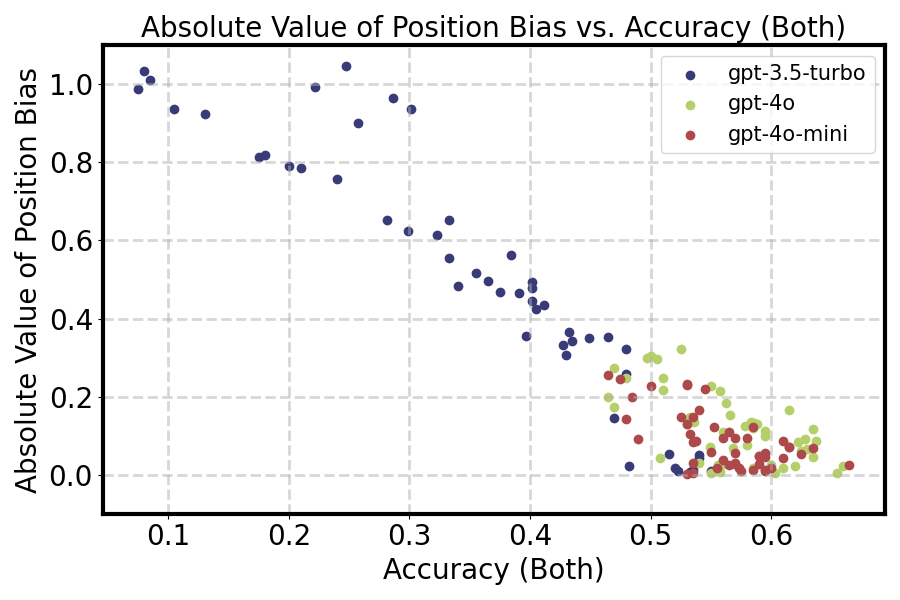 Absolute Value of Position Bias vs. Accuracy (Both)
Absolute Value of Position Bias
1.0
0.8
0.6
0.4
0.2
0.0
gpt-3.5-turbo
gpt-4o
gpt-4o-mini
0.1 0.2 0.3 0.4 0.5 0.6
Accuracy (Both)